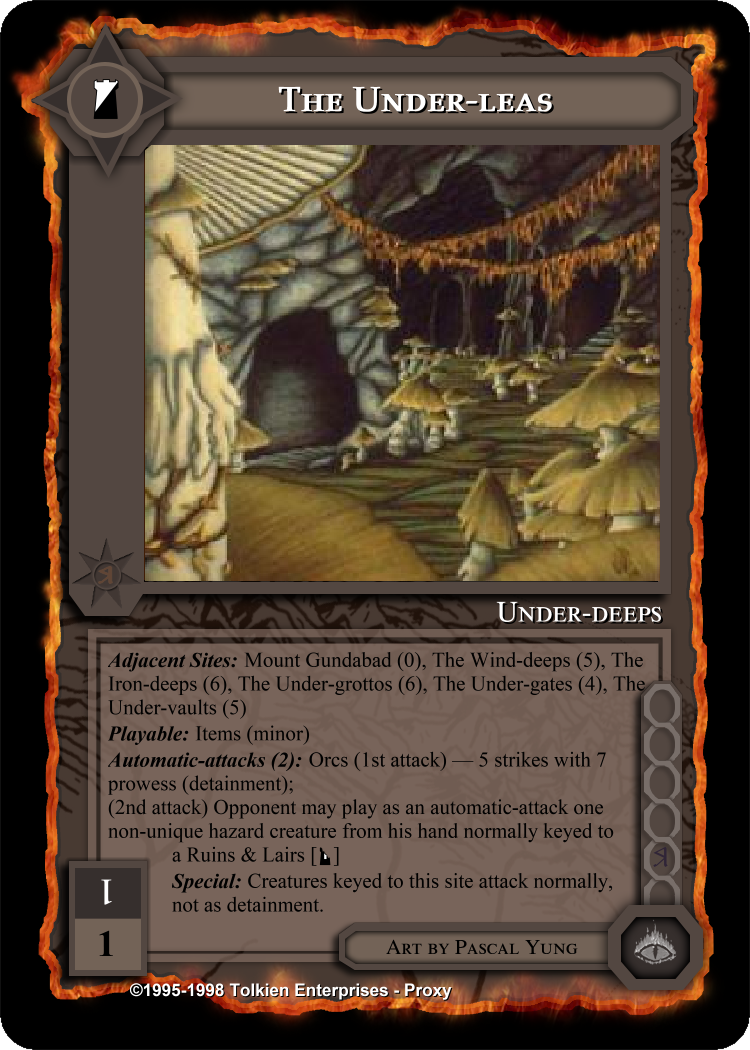 The Under-leas
Under-deeps
Adjacent Sites: Mount Gundabad (0), The Wind-deeps (5), The
Iron-deeps (6), The Under-grottos (6), The Under-gates (4), The
Under-vaults (5)
Playable: Items (minor)
Automatic-attacks (2): Orcs (1st attack) — 5 strikes with 7
prowess (detainment);
(2nd attack) Opponent may play as an automatic-attack one
non-unique hazard creature from his hand normally keyed to
a Ruins & Lairs [ ]
Special: Creatures keyed to this site attack normally,
not as detainment.
1
Art by Pascal Yung
©1995-1998 Tolkien Enterprises - Proxy